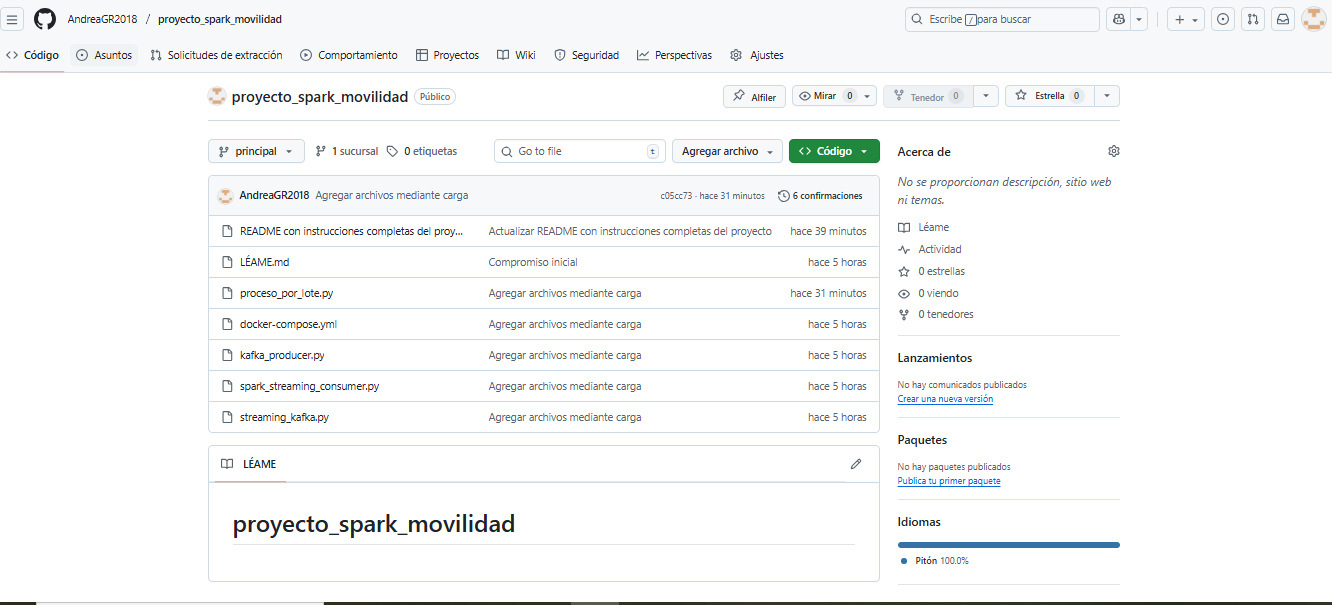 AndreaGR2018 / proyecto_spark_movilidad
Escribe / para buscar
Código Asuntos Solicitudes de extracción Comportamiento Proyectos Wiki Seguridad Perspectivas Ajustes
proyecto_spark_movilidad Público
Alfiler Mirar 0 Tenedor 0 Estrella 0
principal 1 sucursal 0 etiquetas Go to file t Agregar archivo Código
AndreaGR2018 Agregar archivos mediante carga c05cc73 · hace 31 minutos 6 confirmaciones
README con instrucciones completas del proy... Actualizar README con instrucciones completas del proyecto hace 39 minutos
LÉAME.md Compromiso inicial hace 5 horas
proceso_por_lote.py Agregar archivos mediante carga hace 31 minutos
docker-compose.yml Agregar archivos mediante carga hace 5 horas
kafka_producer.py Agregar archivos mediante carga hace 5 horas
spark_streaming_consumer.py Agregar archivos mediante carga hace 5 horas
streaming_kafka.py Agregar archivos mediante carga hace 5 horas
LÉAME
proyecto_spark_movilidad
Acerca de
No se proporcionan descripción, sitio web
ni temas.
Léame
Actividad
0 estrellas
0 viendo
0 tenedores
Lanzamientos
No hay comunicados publicados
Crear una nueva versión
Paquetes
No hay paquetes publicados
Publica tu primer paquete
Idiomas
Pitón 100.0%